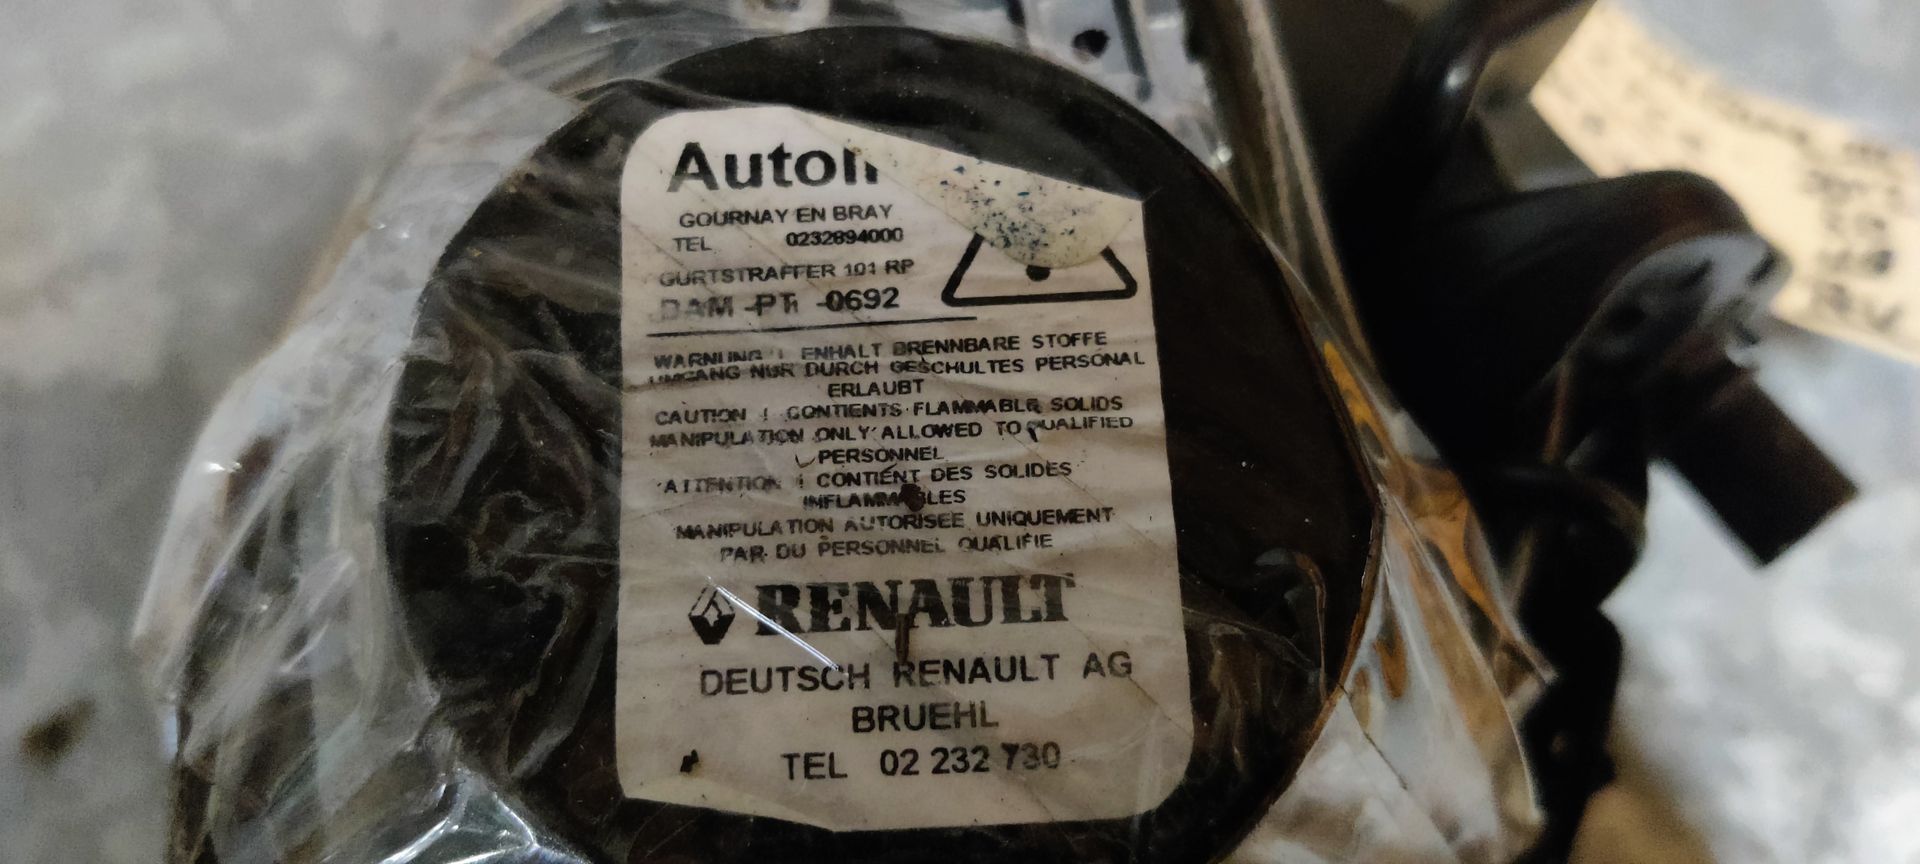 Autoli
GOURNAY EN BRAY
TEL 0232894000
GURTSTRAFFER 101 RP
DAM -PT1 -0692
WARNUNG ! ENHALT BRENNBARE STOFFE
UMGANG NUR DURCH GESCHULTES PERSONAL
ERLAUBT
CAUTION ! CONTIENTS FLAMMABLE SOLIDS
MANIPULATION ONLY ALLOWED TO QUALIFIED
PERSONNEL
ATTENTION ! CONTIENT DES SOLIDES
INFLAMMABLES
MANIPULATION AUTORISEE UNIQUEMENT
PAR DU PERSONNEL QUALIFIE
RENAULT
DEUTSCH RENAULT AG
BRUEHL
TEL 02 232 730